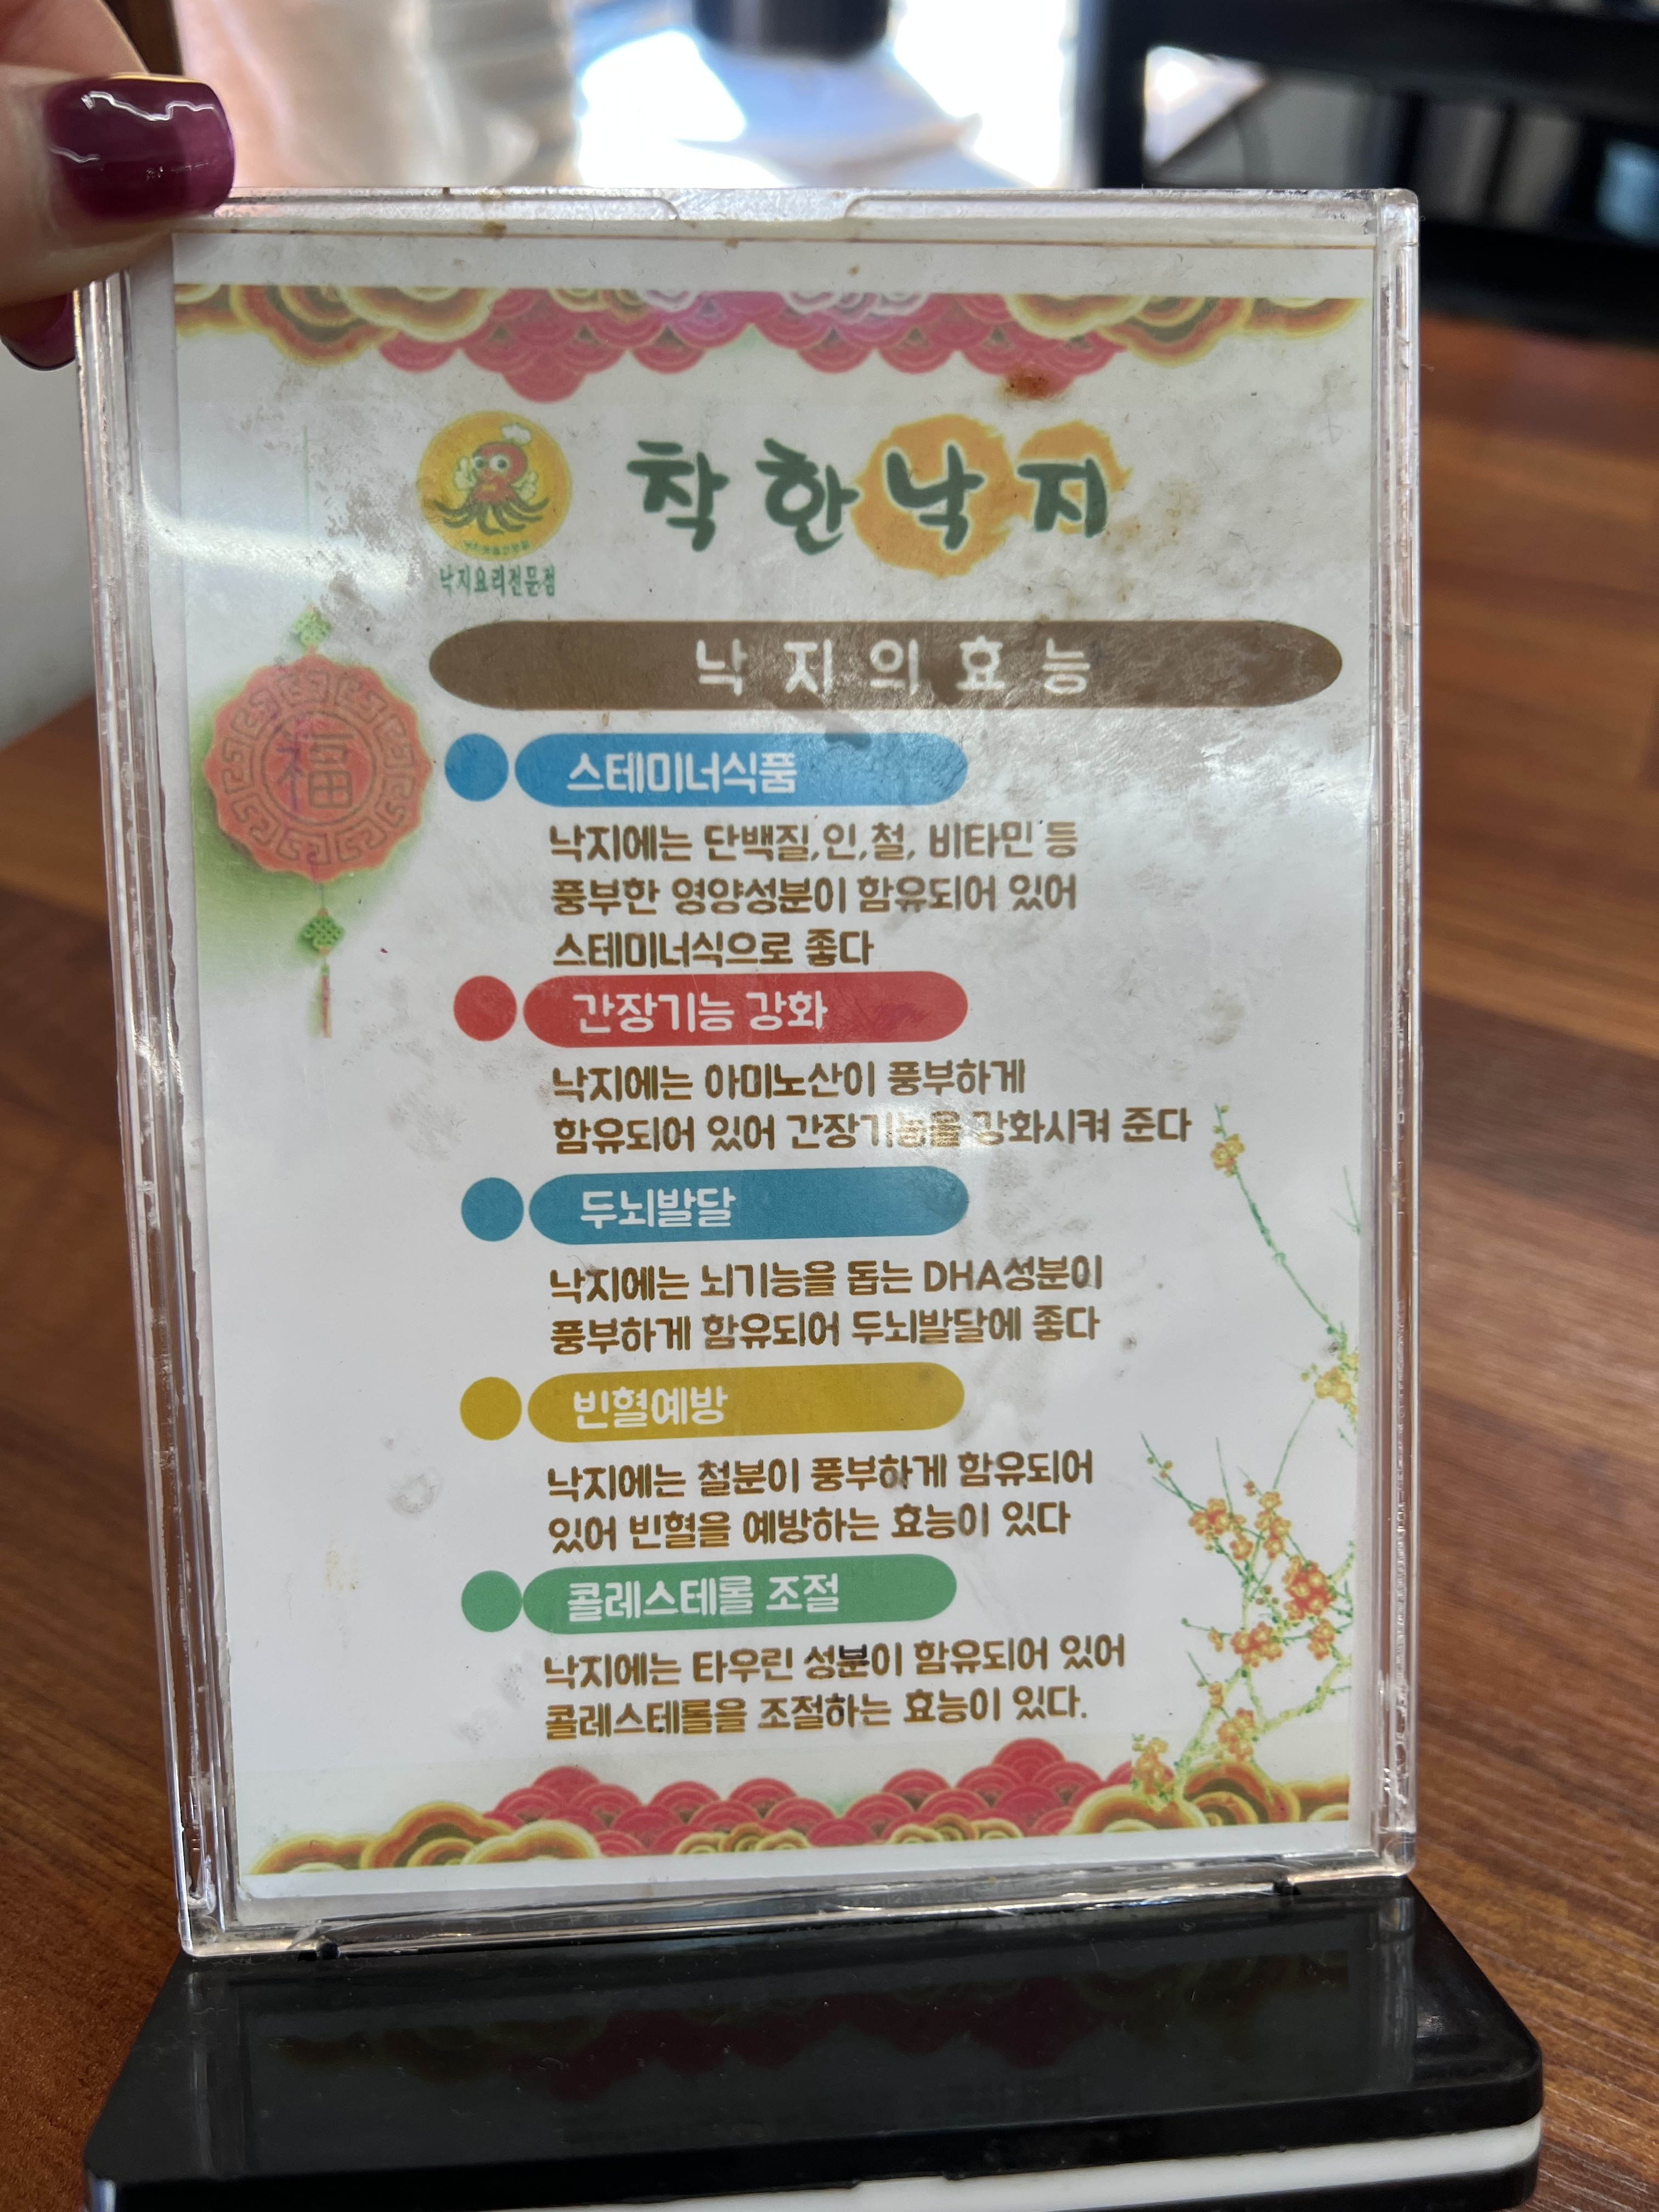 착한낙지
낙지요리전문점
낙지의효능
福
스테미너식품
낙지에는 단백질,인,철, 비타민 등
풍부한 영양성분이 함유되어 있어
스테미너식으로 좋다
간장기능 강화
낙지에는 아미노산이 풍부하게
함유되어 있어 간장기능을 강화시켜 준다
두뇌발달
낙지에는 뇌기능을 돕는 DHA성분이
풍부하게 함유되어 두뇌발달에 좋다
빈혈예방
낙지에는 철분이 풍부하게 함유되어
있어 빈혈을 예방하는 효능이 있다
콜레스테롤 조절
낙지에는 타우린 성분이 함유되어 있어
콜레스테롤을 조절하는 효능이 있다.